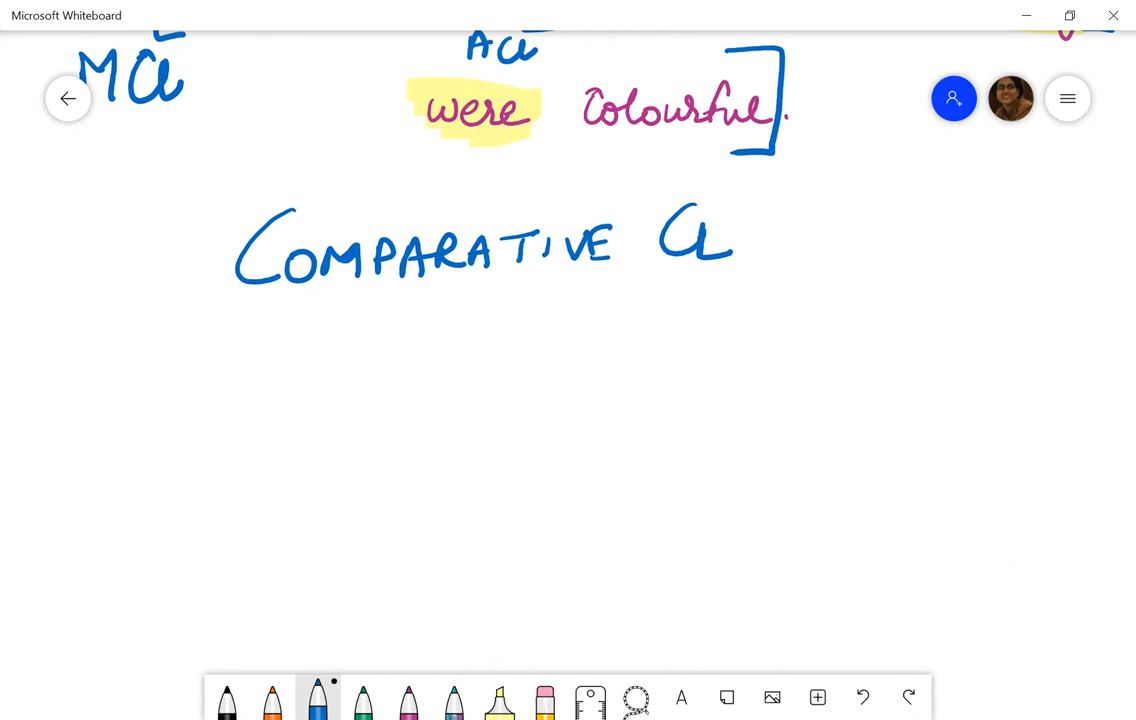 Microsoft Whiteboard
MCl
ACl
were colourful.
COMPARATIVE Cl
A